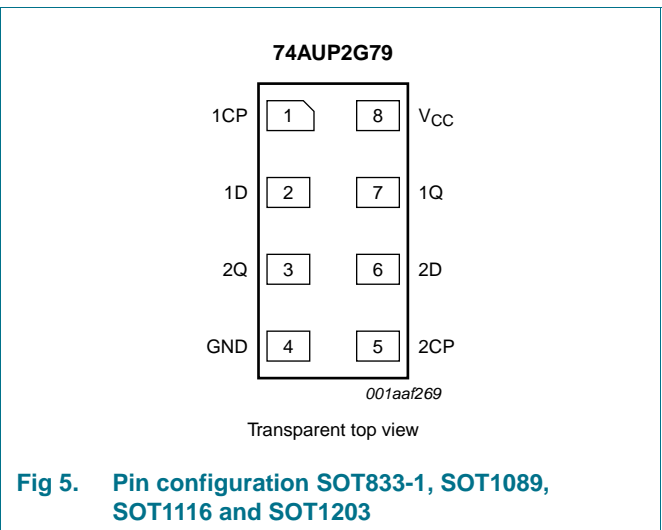 74AUP2G79
1CP 1 8 VCC
1D 2 7 1Q
2Q 3 6 2D
GND 4 5 2CP
001aaf269
Transparent top view
Fig 5. Pin configuration SOT833-1, SOT1089,
SOT1116 and SOT1203